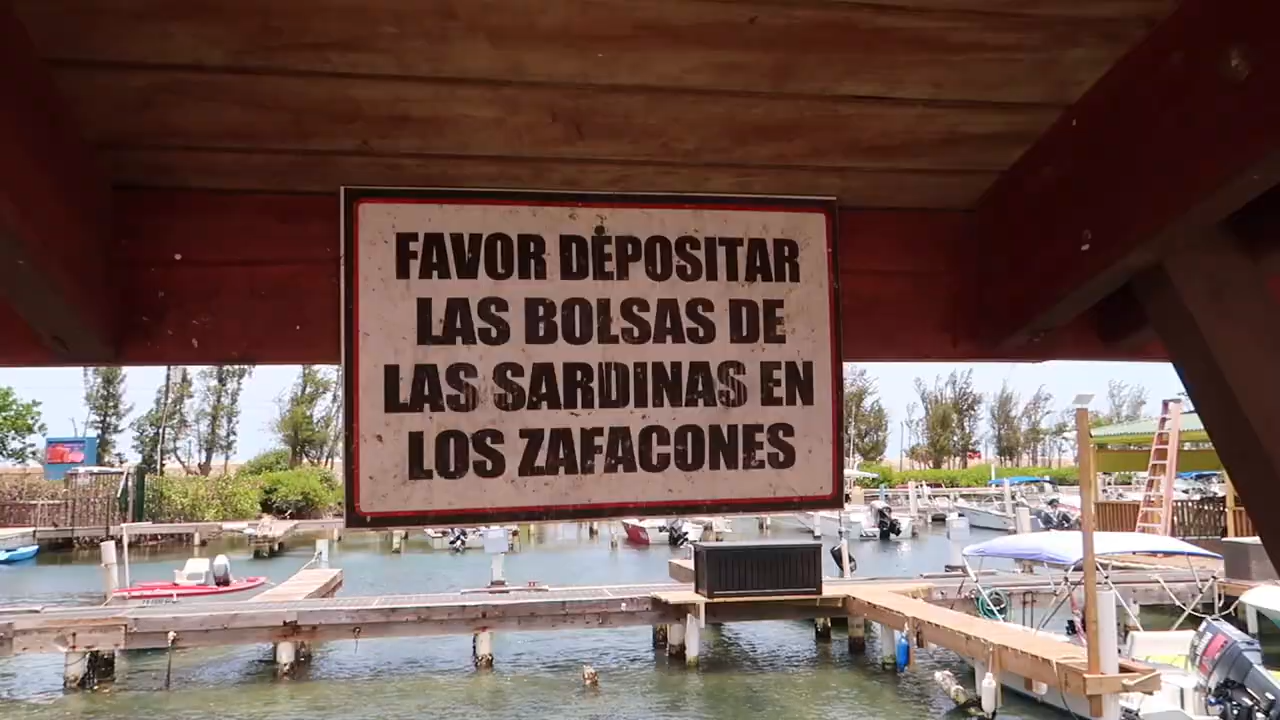 FAVOR DEPOSITAR
LAS BOLSAS DE
LAS SARDINAS EN
LOS ZAFACONES